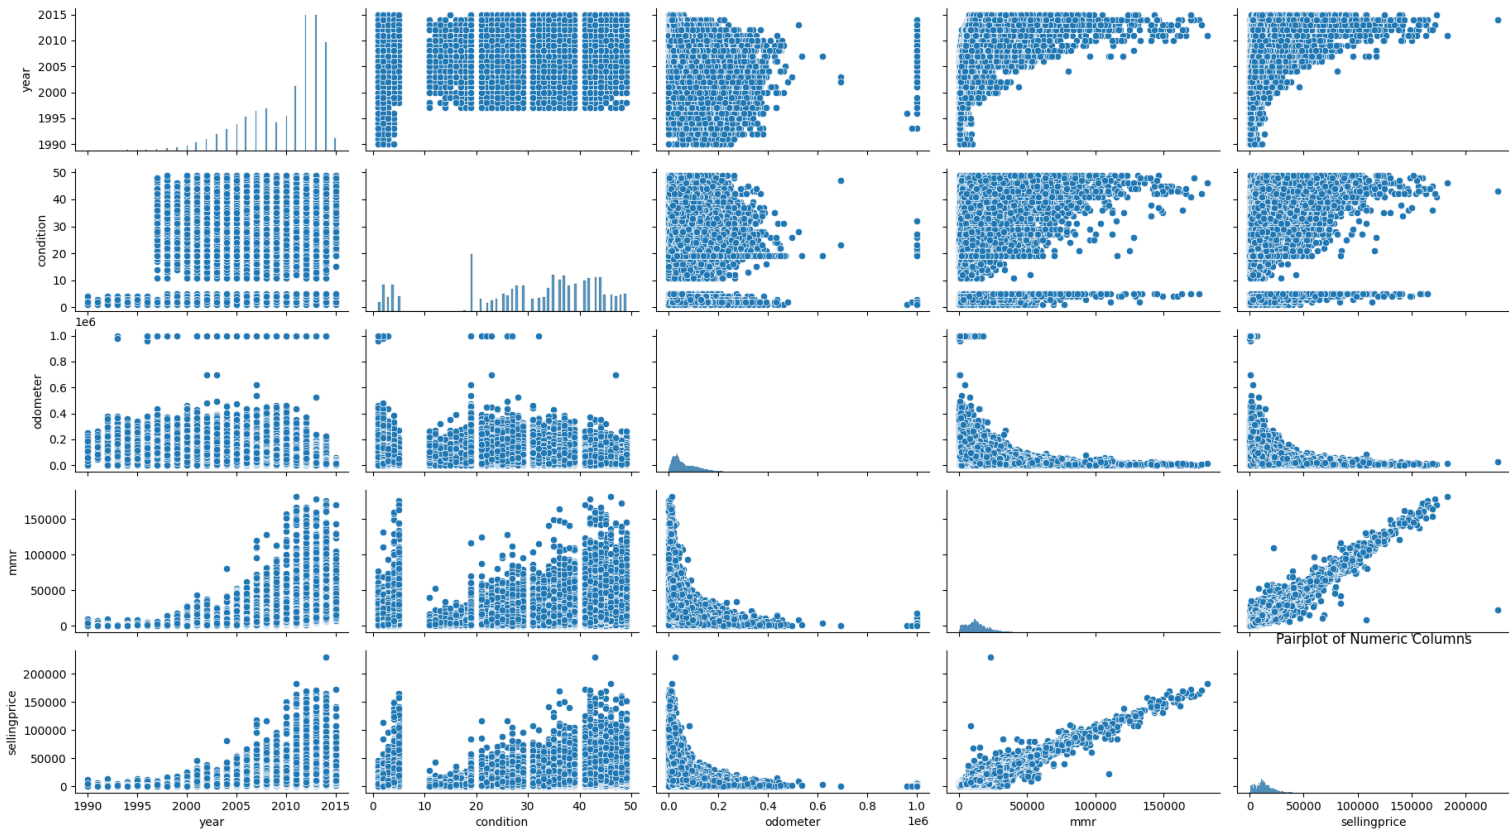 2015
2010
2005
2000
1995
1990
year
50
40
30
20
10
0
condition
1e6
1.0
0.8
0.6
0.4
0.2
0.0
odometer
150000
100000
50000
0
mmr
Pairplot of Numeric Columns
200000
150000
100000
50000
0
sellingprice
1990 1995 2000 2005 2010 2015
year
0 10 20 30 40 50
condition
0.0 0.2 0.4 0.6 0.8 1.0
1e6
odometer
0 50000 100000 150000
mmr
0 50000 100000 150000 200000
sellingprice